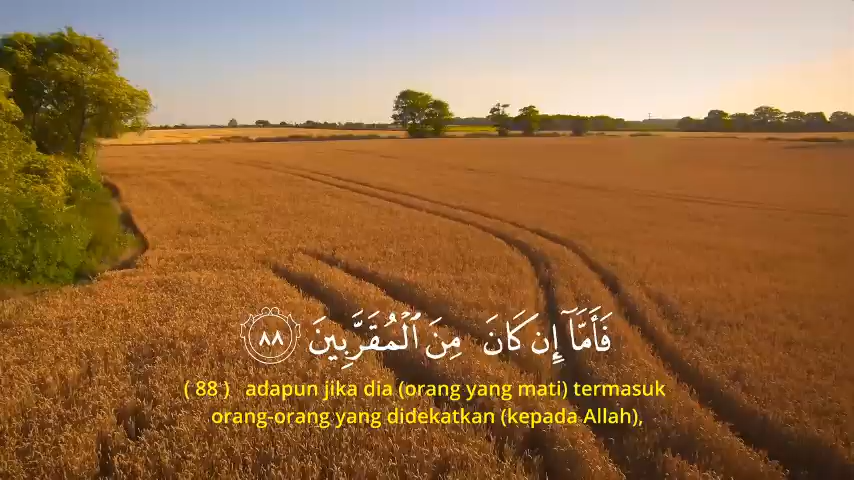 فَأَمَّآ إِن كَانَ مِنَ ٱلْمُقَرَّبِينَ ٨٨
( 88 ) adapun jika dia (orang yang mati) termasuk
orang-orang yang didekatkan (kepada Allah),